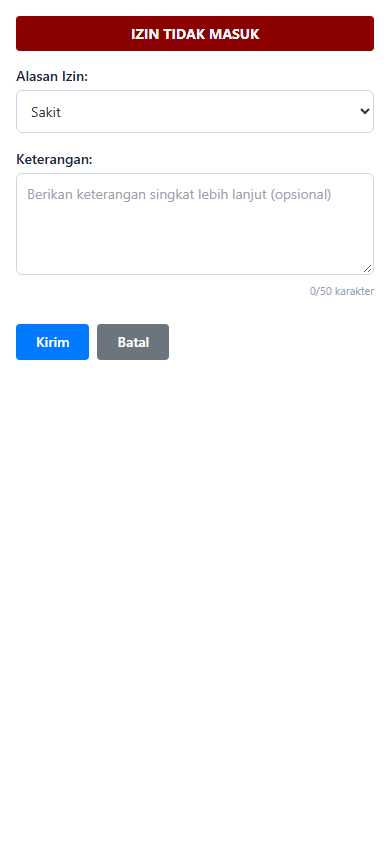 IZIN TIDAK MASUK
Alasan Izin:
Sakit
Keterangan:
Berikan keterangan singkat lebih lanjut (opsional)
0/50 karakter
Kirim
Batal